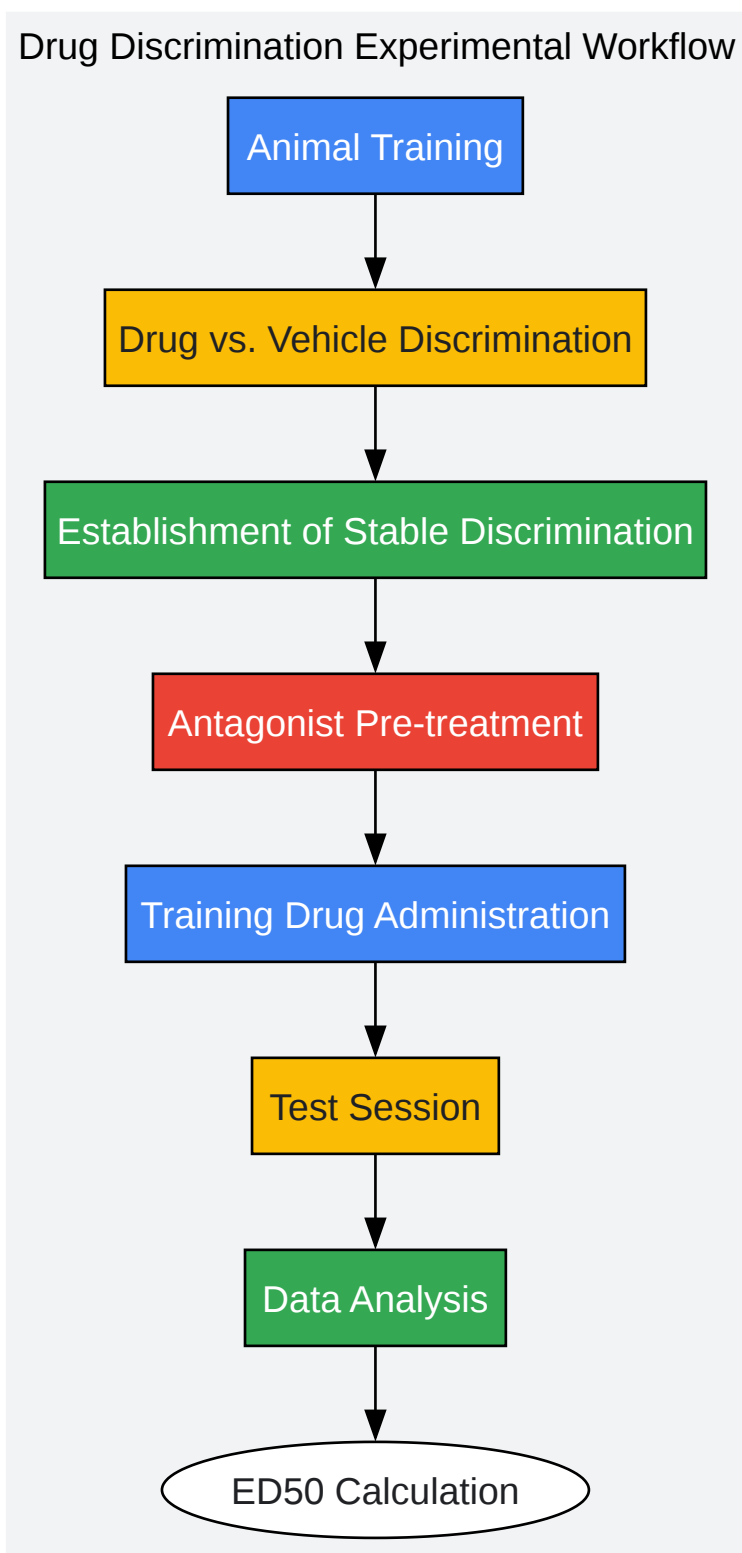 Drug Discrimination Experimental Workflow
Animal Training
Drug vs. Vehicle Discrimination
Establishment of Stable Discrimination
Antagonist Pre-treatment
Training Drug Administration
Test Session
Data Analysis
ED50 Calculation